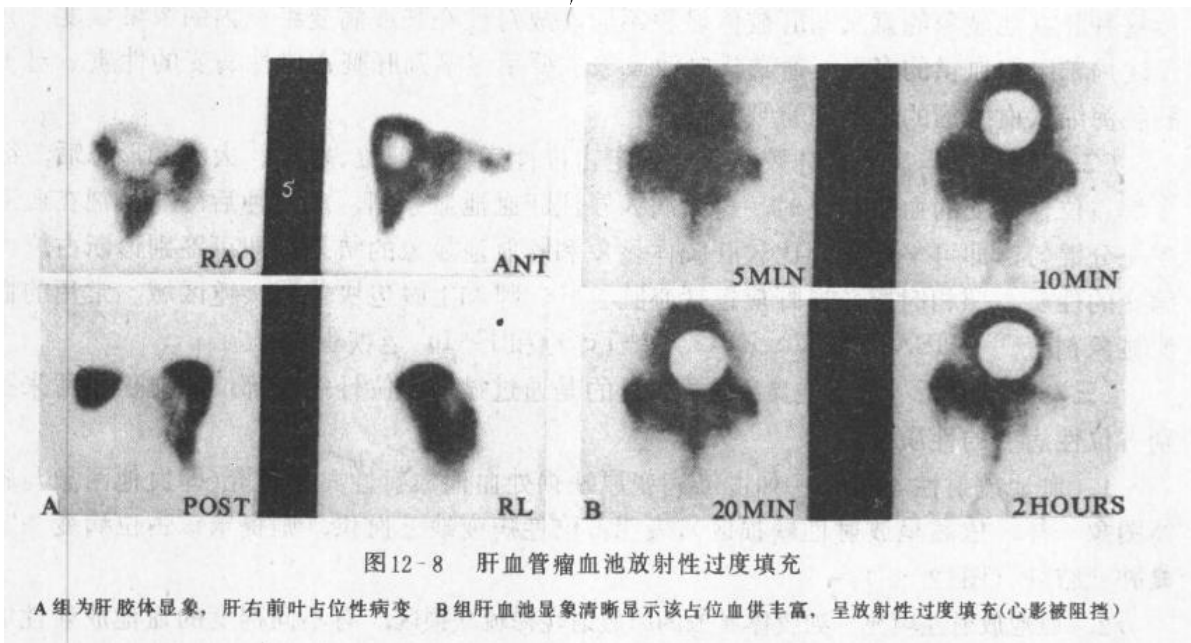 5
RAO
ANT
5MIN
10MIN
A
POST
RL
B
20MIN
2HOURS
图12-8 肝血管瘤血池放射性过度填充
A组为肝胶体显象，肝右前叶占位性病变 B组肝血池显象清晰显示该占位血供丰富，呈放射性过度填充(心影被阻挡)